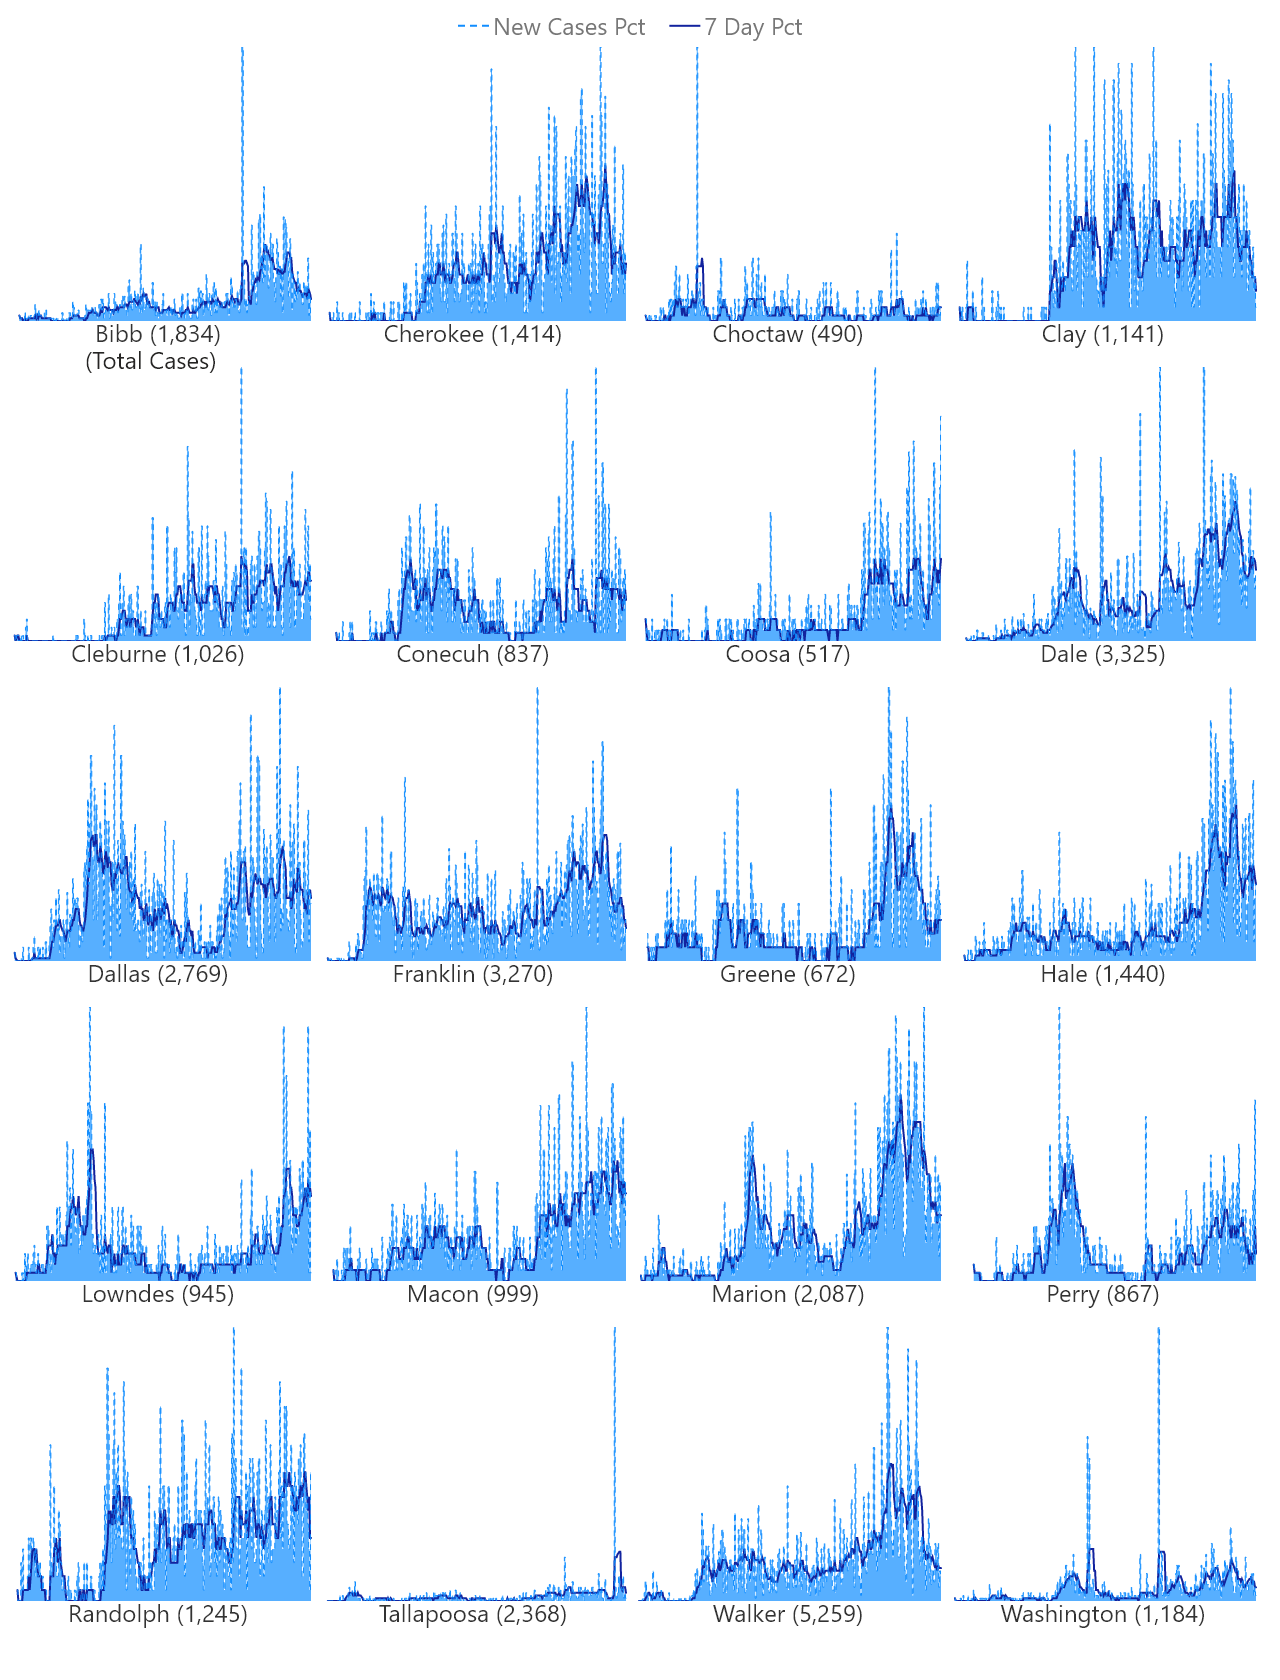 New Cases Pct 7 Day Pct
Bibb (1,834) Cherokee (1,414) Choctaw (490) Clay (1,141)
(Total Cases)
Cleburne (1,026) Conecuh (837) Coosa (517) Dale (3,325)
Dallas (2,769) Franklin (3,270) Greene (672) Hale (1,440)
Lowndes (945) Macon (999) Marion (2,087) Perry (867)
Randolph (1,245) Tallapoosa (2,368) Walker (5,259) Washington (1,184)